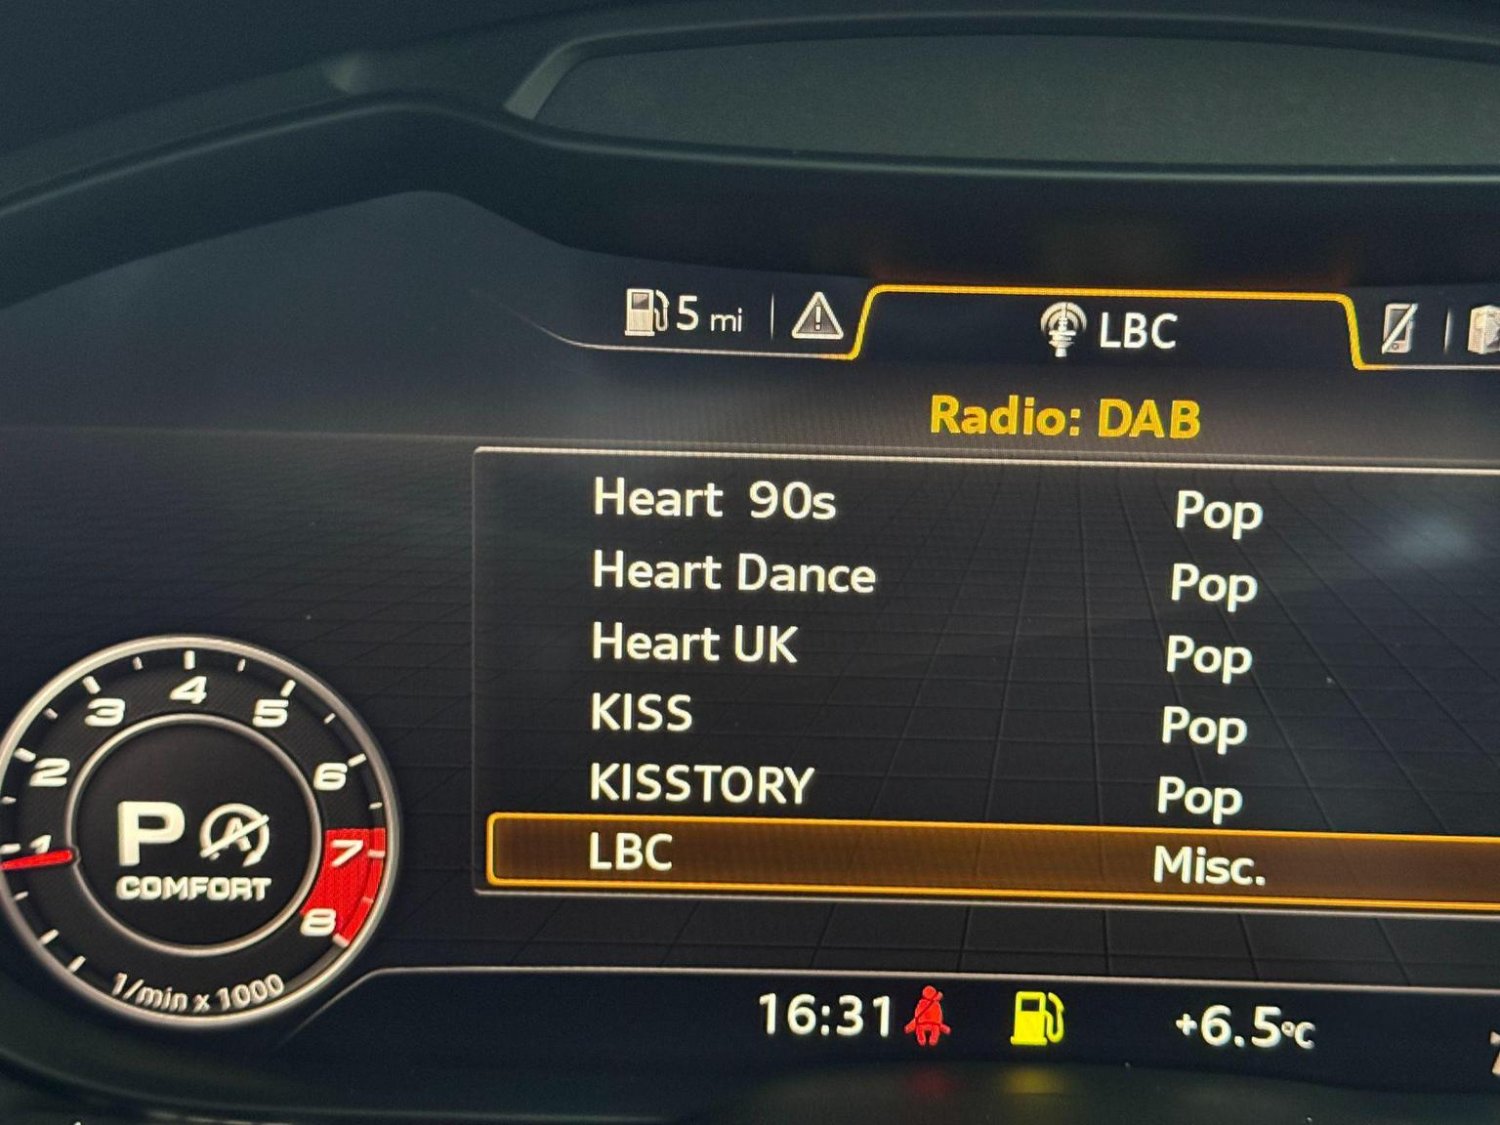 5 mi
LBC
Radio: DAB
Heart 90s Pop
Heart Dance Pop
Heart UK Pop
KISS Pop
KISSTORY Pop
LBC Misc.
1 2 3 4 5 6 7 8
P A
COMFORT
1/min x 1000
16:31 +6.5°C